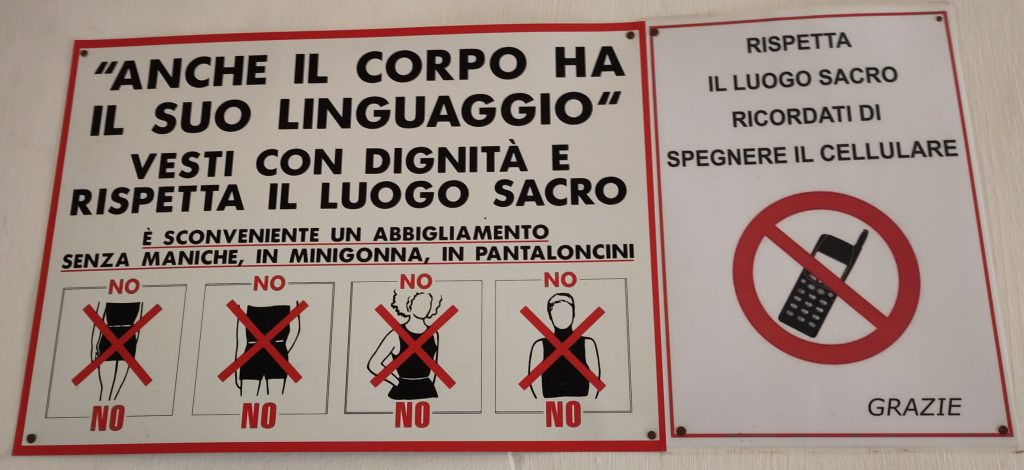 "ANCHE IL CORPO HA
IL SUO LINGUAGGIO"
VESTI CON DIGNITÀ E
RISPETTA IL LUOGO SACRO
È SCONVENIENTE UN ABBIGLIAMENTO
SENZA MANICHE, IN MINIGONNA, IN PANTALONCINI
NO NO NO NO
NO NO NO NO
RISPETTA
IL LUOGO SACRO
RICORDATI DI
SPEGNERE IL CELLULARE
GRAZIE